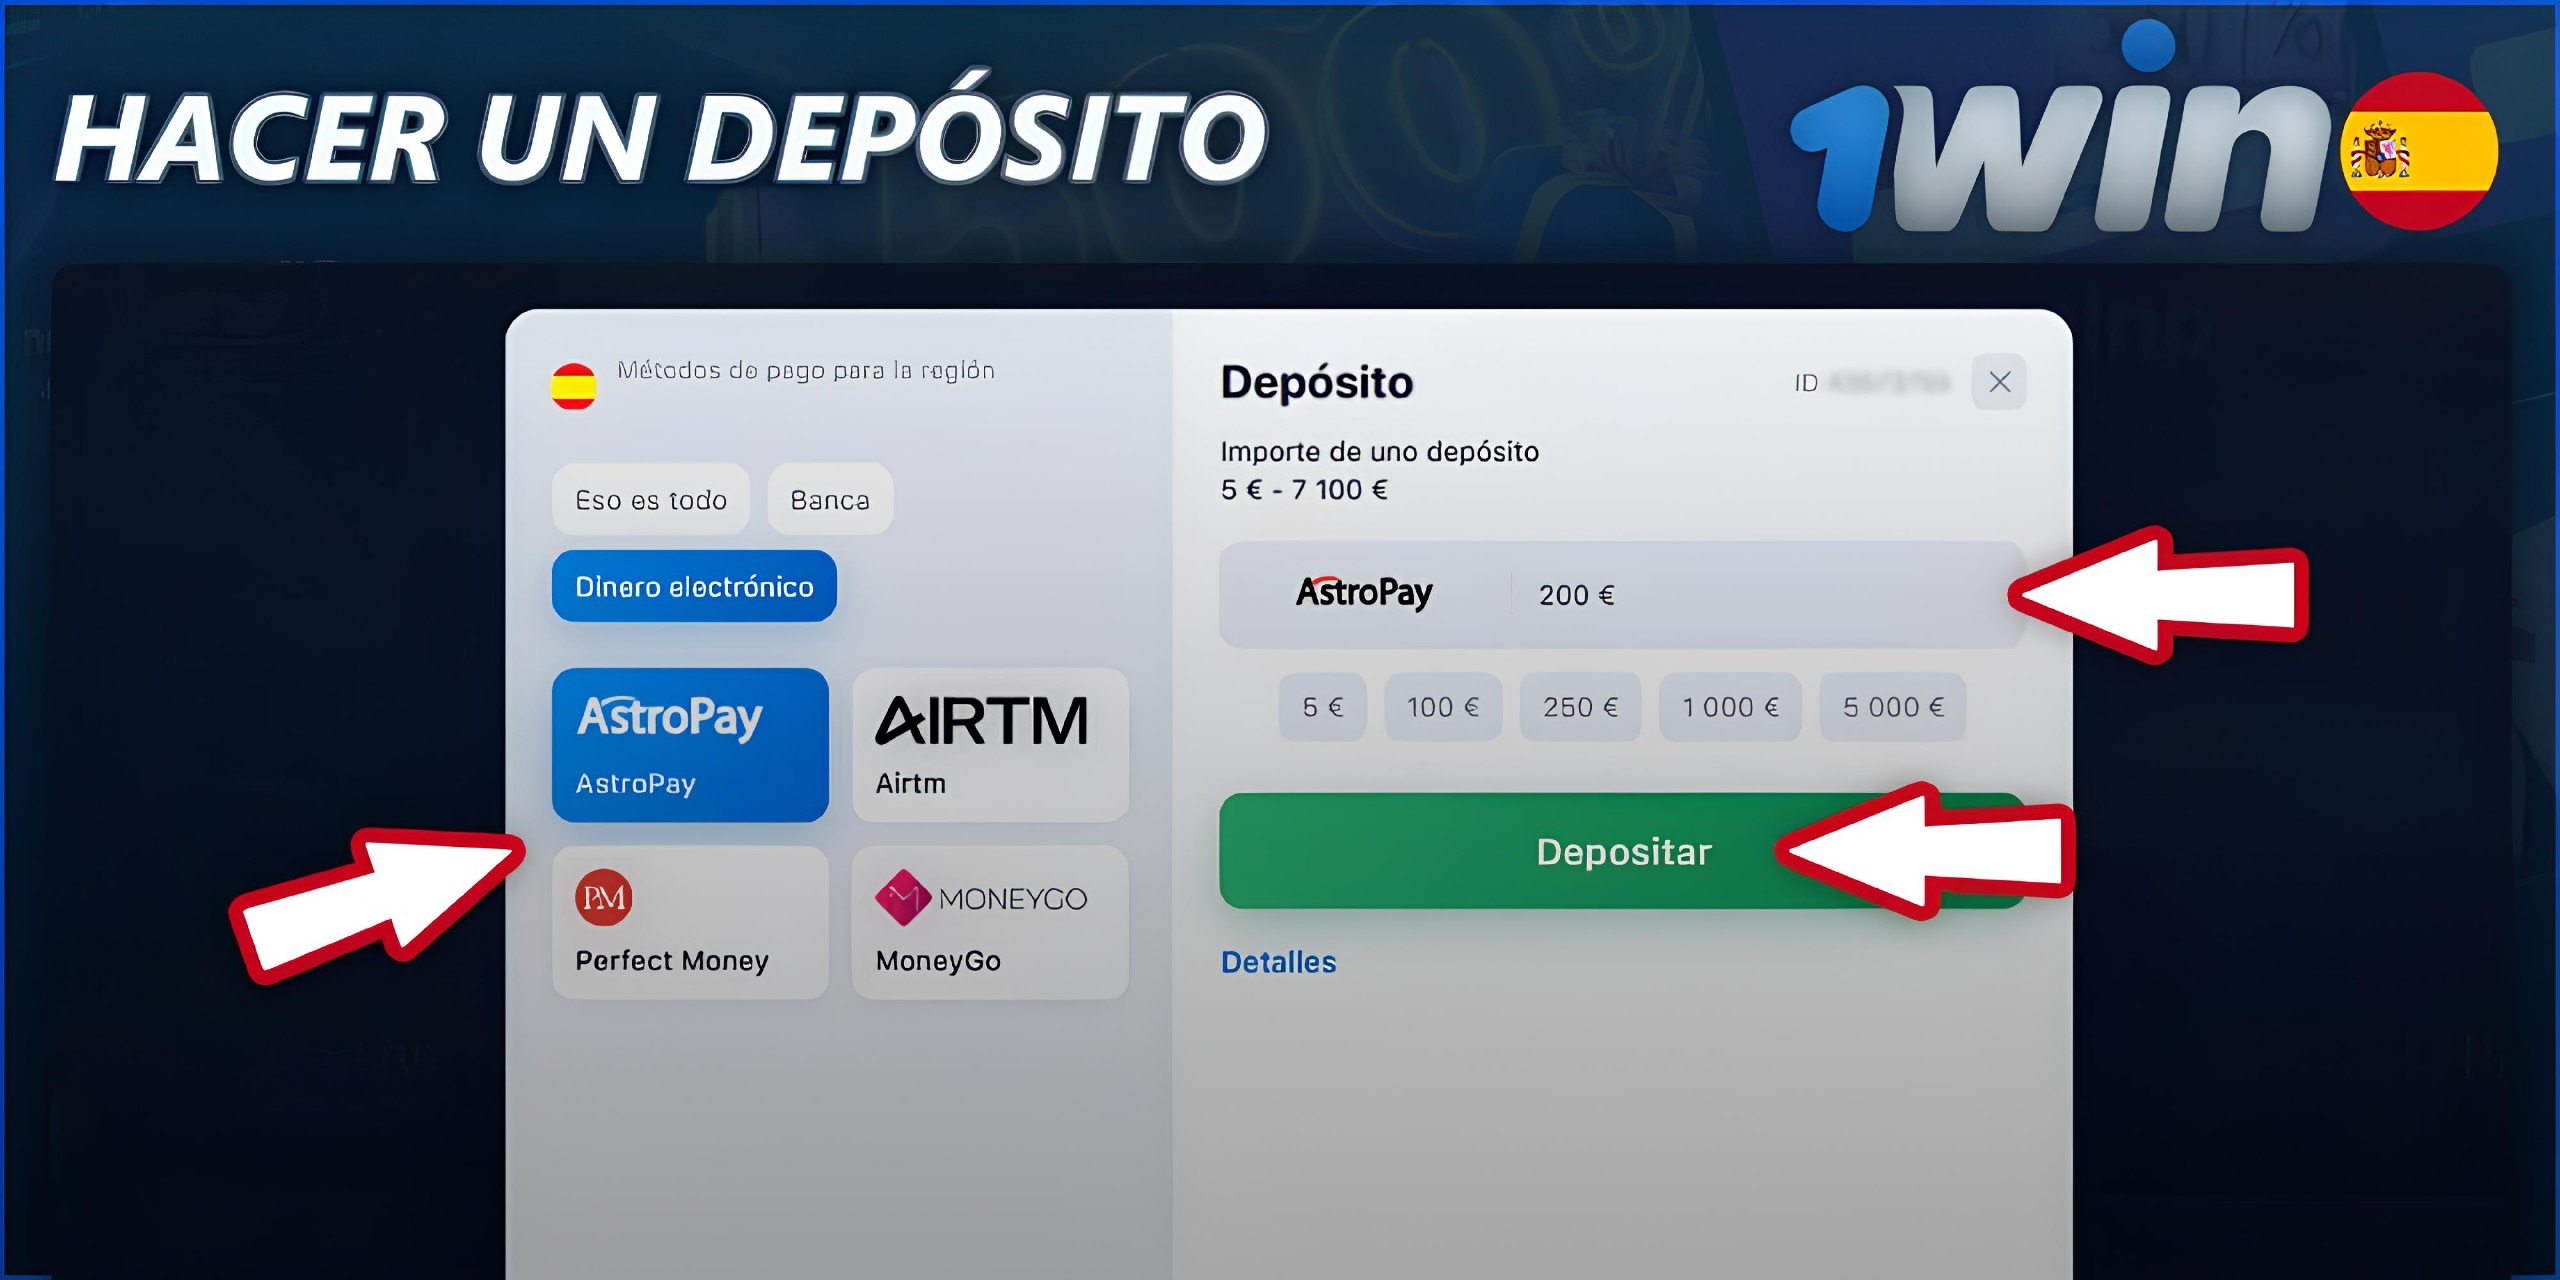 HACER UN DEPÓSITO
1win
Métodos de pago para la región
Eso es todo
Banca
Dinero electrónico
AstroPay
AstroPay
AIRTM
Airtm
PM
Perfect Money
MONEYGO
MoneyGo
Depósito
ID
Importe de uno depósito
5 € - 7 100 €
AstroPay 200 €
5 € 100 € 250 € 1 000 € 5 000 €
Depositar
Detalles